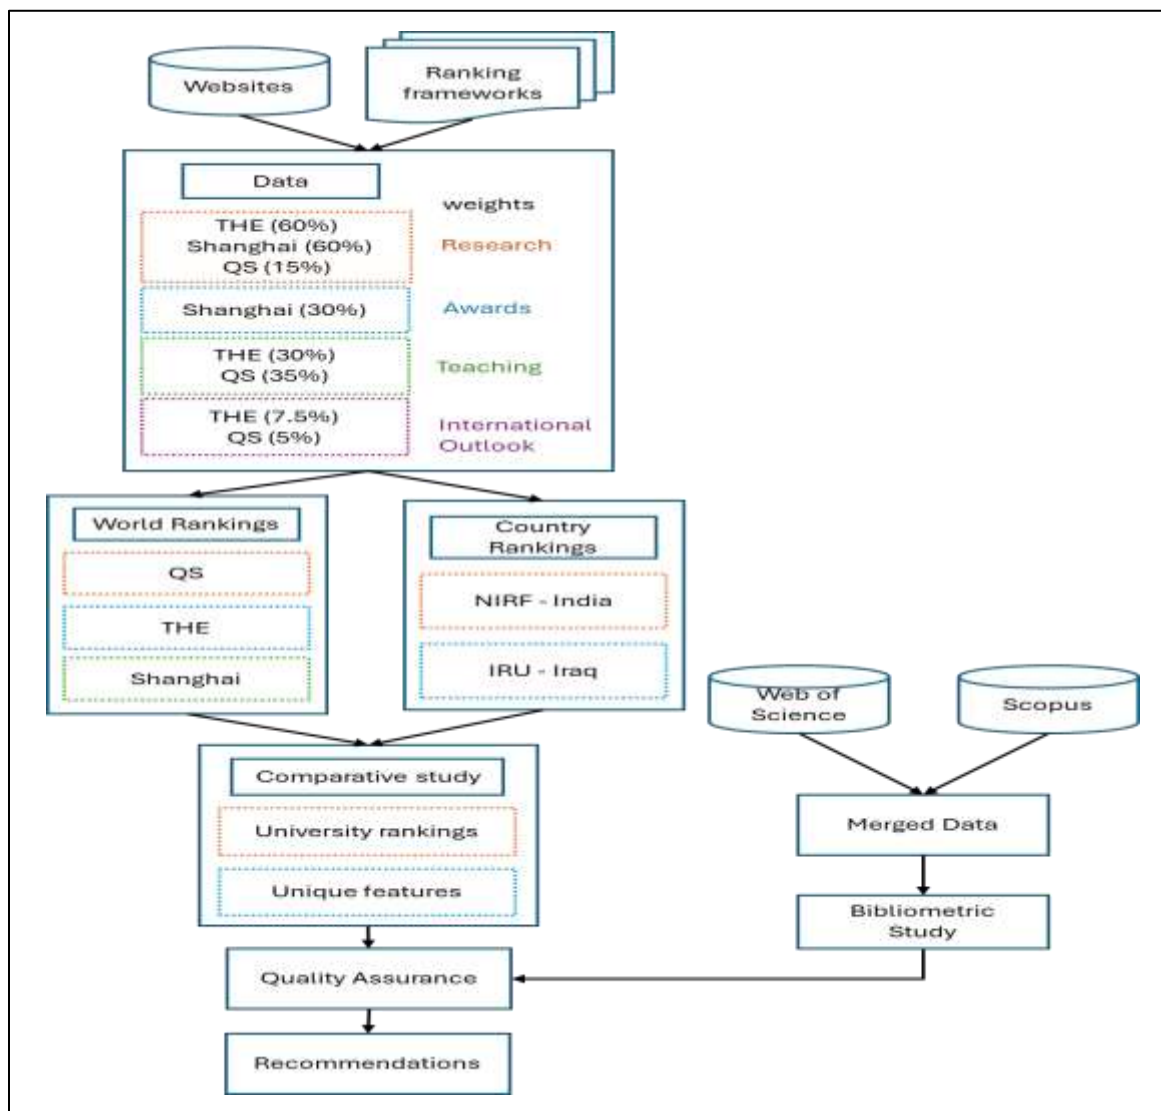 Websites
Ranking
frameworks
Data
weights
THE (60%)
Shanghai (60%)
QS (15%)
Research
Shanghai (30%)
Awards
THE (30%)
QS (35%)
Teaching
THE (7.5%)
QS (5%)
International
Outlook
World Rankings
QS
THE
Shanghai
Country
Rankings
NIRF - India
IRU - Iraq
Web of
Science
Scopus
Comparative study
University rankings
Unique features
Merged Data
Bibliometric
Study
Quality Assurance
Recommendations